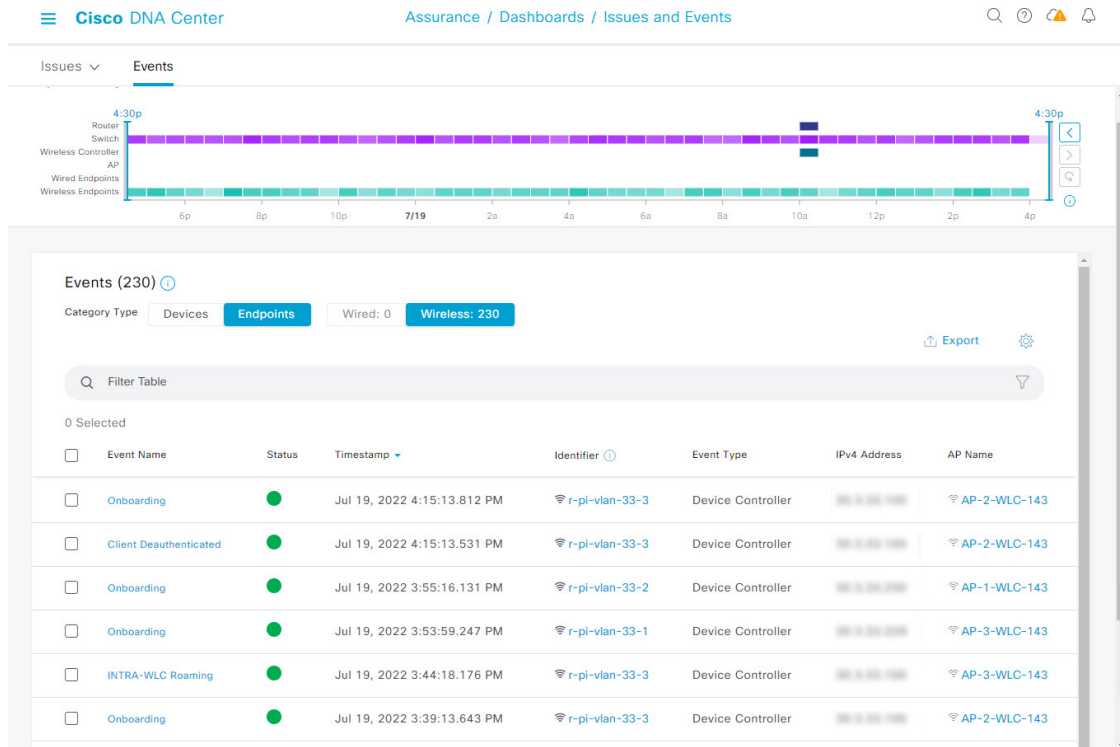 Cisco DNA Center
Assurance / Dashboards / Issues and Events
Issues
Events
4:30p
4:30p
Router
Switch
Wireless Controller
AP
Wired Endpoints
Wireless Endpoints
6p 8p 10p 7/19 2a 4a 6a 8a 10a 12p 2p 4p
Events (230)
Category Type Devices Endpoints Wired: 0 Wireless: 230
Export
Filter Table
0 Selected
Event Name Status Timestamp Identifier Event Type IPv4 Address AP Name
Onboarding Jul 19, 2022 4:15:13.812 PM r-pi-vlan-33-3 Device Controller AP-2-WLC-143
Client Deauthenticated Jul 19, 2022 4:15:13.531 PM r-pi-vlan-33-3 Device Controller AP-2-WLC-143
Onboarding Jul 19, 2022 3:55:16.131 PM r-pi-vlan-33-2 Device Controller AP-1-WLC-143
Onboarding Jul 19, 2022 3:53:59.247 PM r-pi-vlan-33-1 Device Controller AP-3-WLC-143
INTRA-WLC Roaming Jul 19, 2022 3:44:18.176 PM r-pi-vlan-33-3 Device Controller AP-3-WLC-143
Onboarding Jul 19, 2022 3:39:13.643 PM r-pi-vlan-33-3 Device Controller AP-2-WLC-143